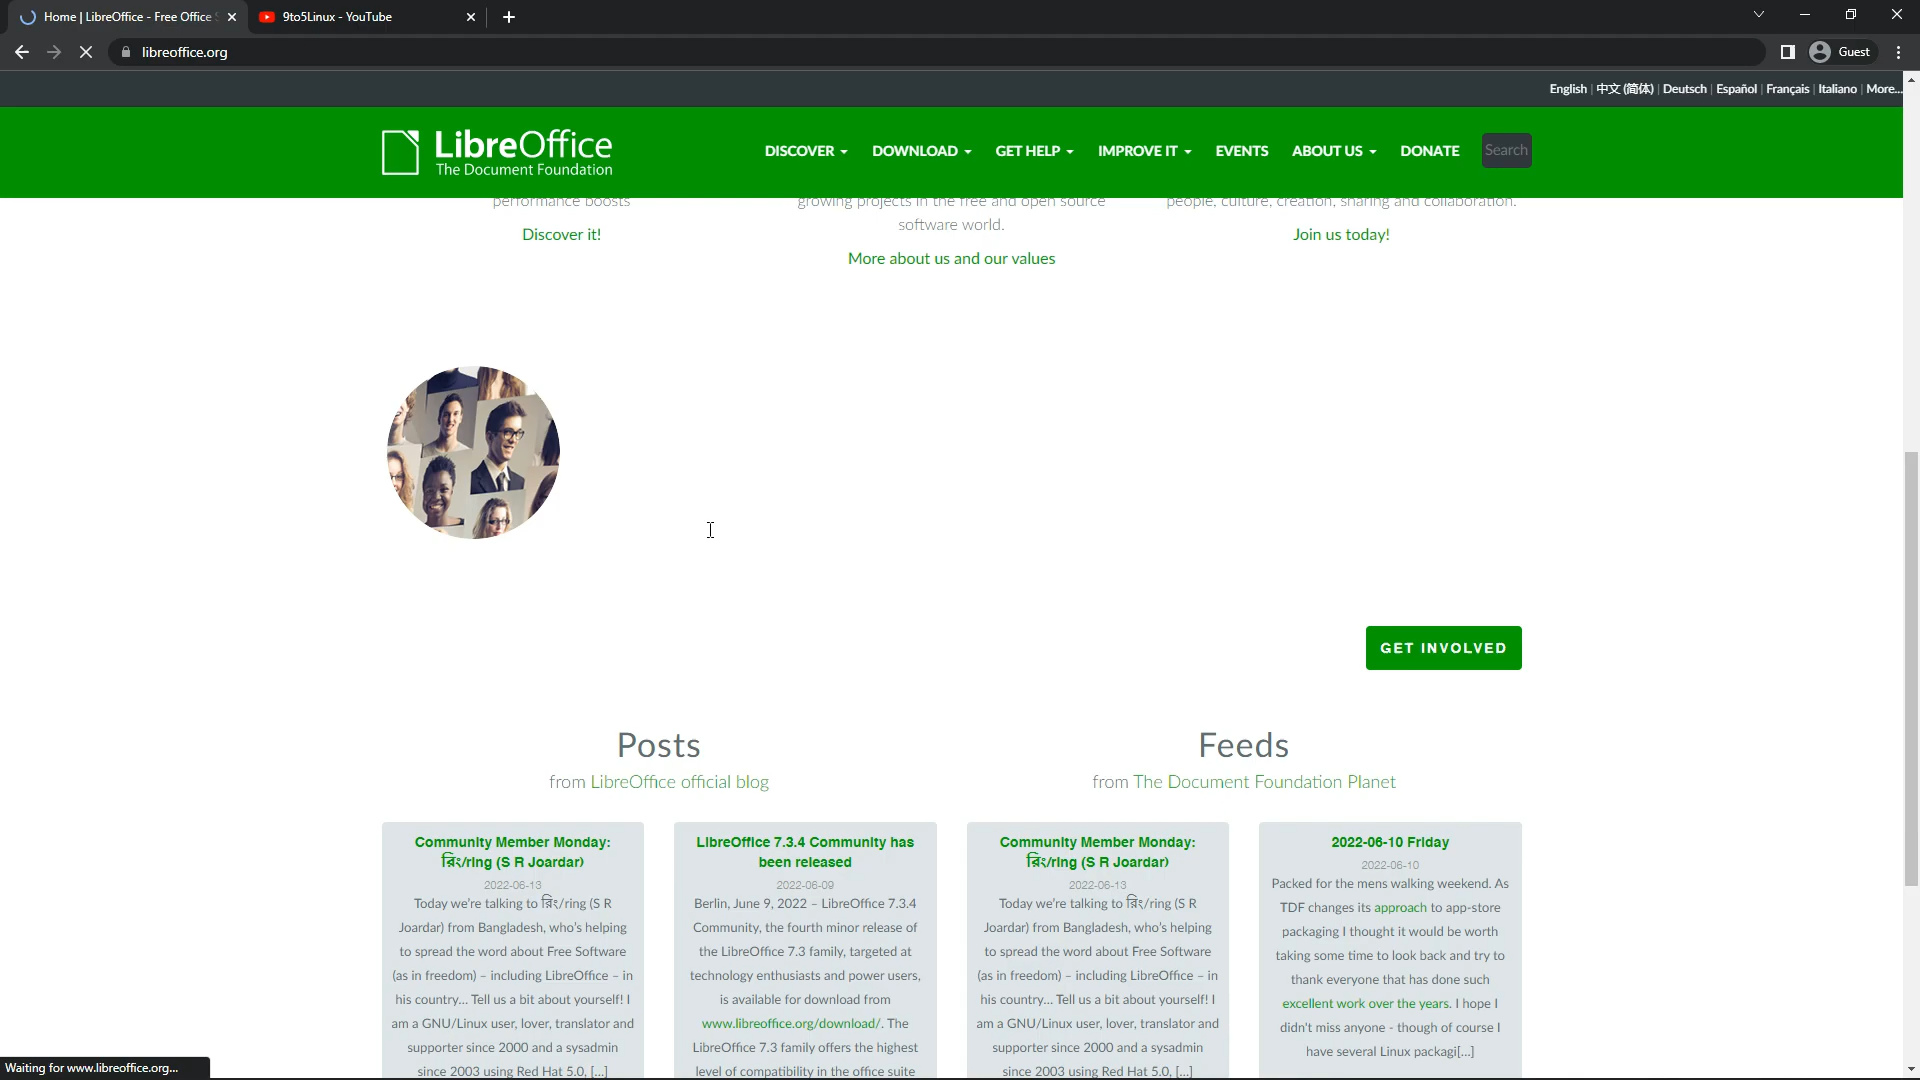 Home | LibreOffice - Free Office S
9to5Linux - YouTube
libreoffice.org
Guest
English | 中文 (简体) | Deutsch | Español | Français | Italiano | More...
LibreOffice
The Document Foundation
DISCOVER
DOWNLOAD
GET HELP
IMPROVE IT
EVENTS
ABOUT US
DONATE
Search
performance boosts
Discover it!
growing projects in the free and open source
software world.
More about us and our values
people, culture, creation, sharing and collaboration.
Join us today!
GET INVOLVED
Posts
from LibreOffice official blog
Feeds
from The Document Foundation Planet
Community Member Monday:
রিং/ring (S R Joardar)
2022-06-13
Today we're talking to রিং/ring (S R
Joardar) from Bangladesh, who's helping
to spread the word about Free Software
(as in freedom) – including LibreOffice – in
his country... Tell us a bit about yourself! I
am a GNU/Linux user, lover, translator and
supporter since 2000 and a sysadmin
since 2003 using Red Hat 5.0, [...]
LibreOffice 7.3.4 Community has
been released
2022-06-09
Berlin, June 9, 2022 – LibreOffice 7.3.4
Community, the fourth minor release of
the LibreOffice 7.3 family, targeted at
technology enthusiasts and power users,
is available for download from
www.libreoffice.org/download/. The
LibreOffice 7.3 family offers the highest
level of compatibility in the office suite
Community Member Monday:
রিং/ring (S R Joardar)
2022-06-13
Today we're talking to রিং/ring (S R
Joardar) from Bangladesh, who's helping
to spread the word about Free Software
(as in freedom) – including LibreOffice – in
his country... Tell us a bit about yourself! I
am a GNU/Linux user, lover, translator and
supporter since 2000 and a sysadmin
since 2003 using Red Hat 5.0, [...]
2022-06-10 Friday
2022-06-10
Packed for the mens walking weekend. As
TDF changes its approach to app-store
packaging I thought it would be worth
taking some time to look back and try to
thank everyone that has done such
excellent work over the years. I hope I
didn't miss anyone - though of course I
have several Linux packagi[...]
Waiting for www.libreoffice.org...